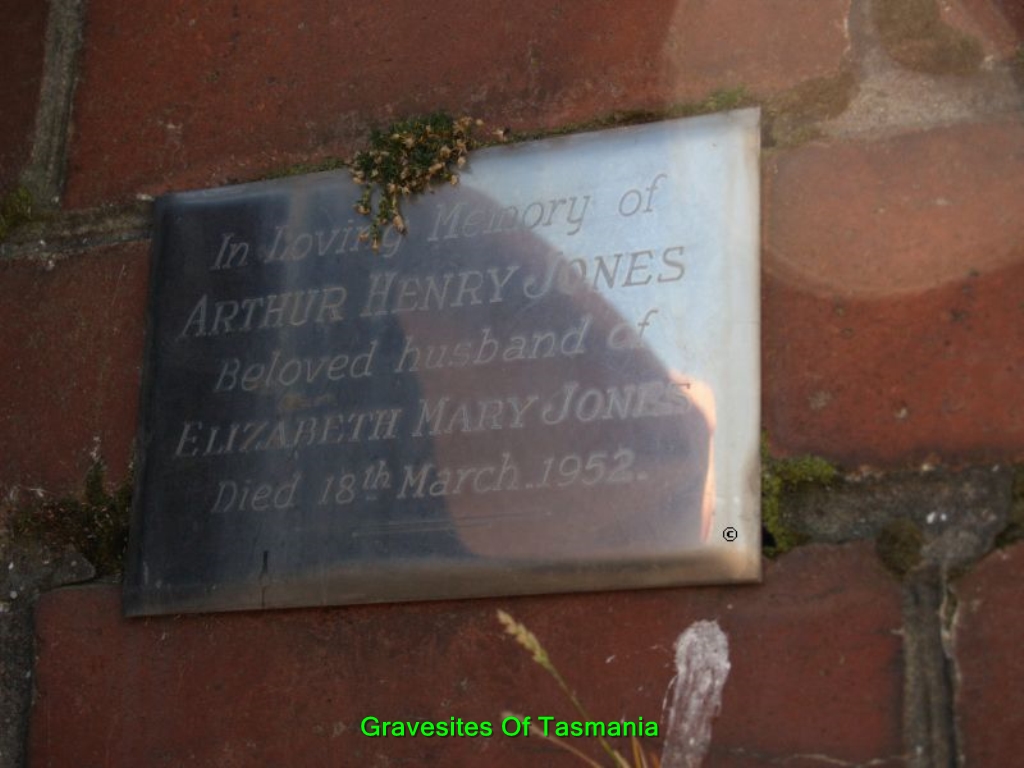 In Loving Memory of
ARTHUR HENRY JONES
Beloved husband of
ELIZABETH MARY JONES
Died 18th March 1952.
©
Gravesites Of Tasmania